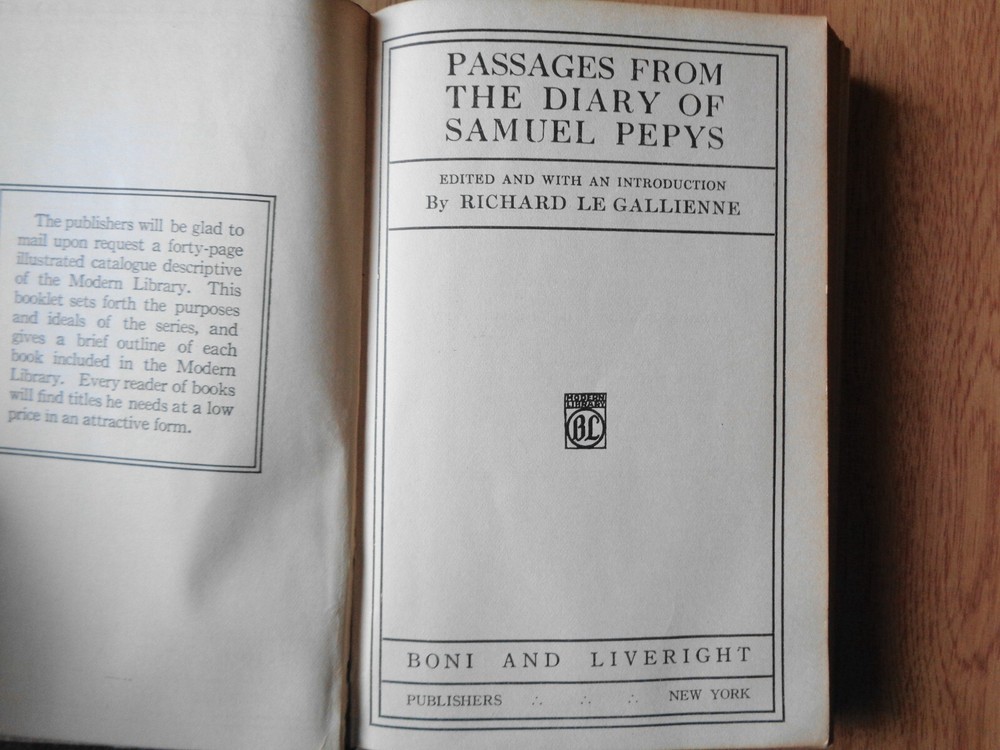 The publishers will be glad to
mail upon request a forty-page
illustrated catalogue descriptive
of the Modern Library. This
booklet sets forth the purposes
and ideals of the series, and
gives a brief outline of each
book included in the Modern
Library. Every reader of books
will find titles he needs at a low
price in an attractive form.
PASSAGES FROM
THE DIARY OF
SAMUEL PEPYS
EDITED AND WITH AN INTRODUCTION
By RICHARD LE GALLIENNE
MODERN
LIBRARY
BL
BONI AND LIVERIGHT
PUBLISHERS ∴ ∴ ∴ NEW YORK